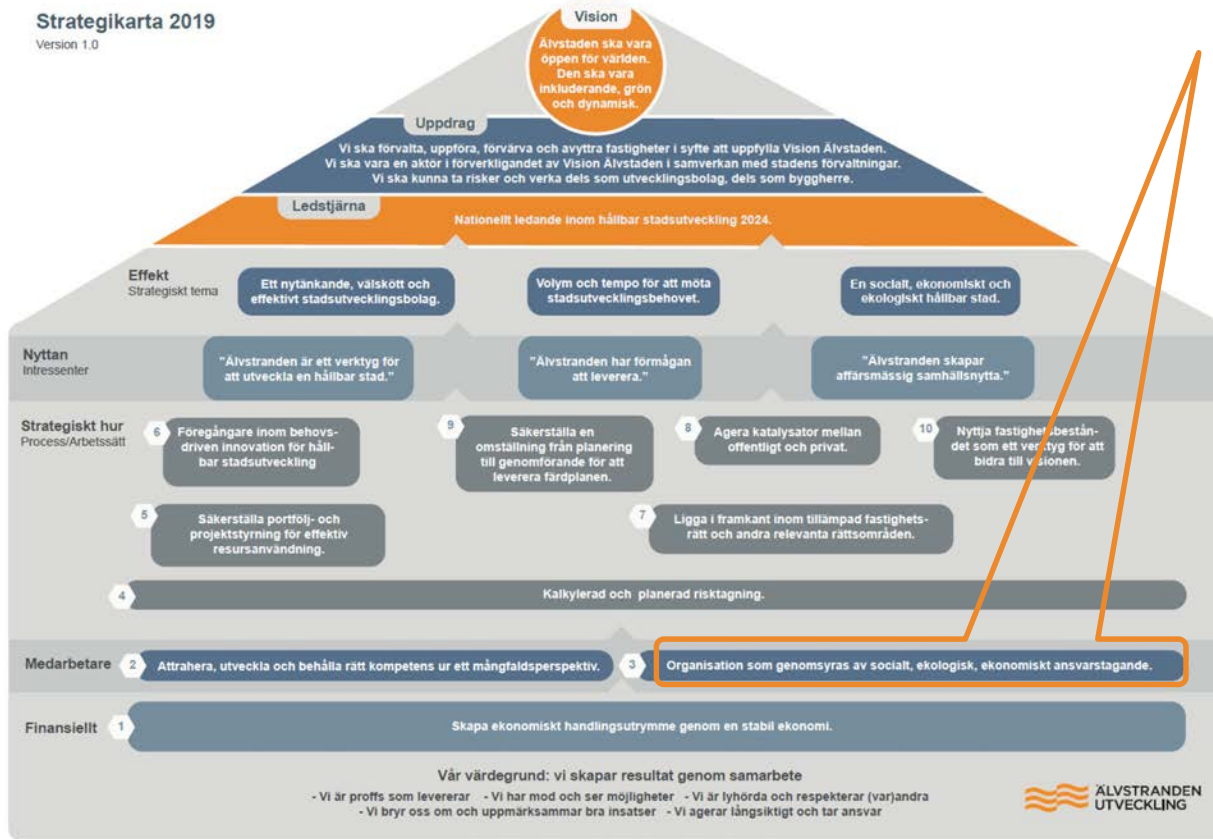 Strategikarta 2019
Version 1.0
Vision
Älvstaden ska vara
öppen för världen.
Den ska vara
inkluderande, grön
och dynamisk.
Uppdrag
Vi ska förvalta, uppföra, förvärva och avyttra fastigheter i syfte att uppfylla Vision Älvstaden.
Vi ska vara en aktör i förverkligandet av Vision Älvstaden i samverkan med stadens förvaltningar.
Vi ska kunna ta risker och verka dels som utvecklingsbolag, dels som byggherre.
Ledstjärna
Nationellt ledande inom hållbar stadsutveckling 2024.
Effekt
Strategiskt tema
Ett nytänkande, välskött och
effektivt stadsutvecklingsbolag.
Volym och tempo för att möta
stadsutvecklingsbehovet.
En socialt, ekonomiskt och
ekologiskt hållbar stad.
Nyttan
Intressenter
"Älvstranden är ett verktyg för
att utveckla en hållbar stad."
"Älvstranden har förmågan
att leverera."
"Älvstranden skapar
affärsmässig samhällsnytta."
Strategiskt hur
Process/Arbetssätt
6
Föregångare inom behovs-
driven innovation för håll-
bar stadsutveckling
9
Säkerställa en
omställning från planering
till genomförande för att
leverera färdplanen.
8
Agera katalysator mellan
offentligt och privat.
10
Nyttja fastighetsbestån-
det som ett verktyg för att
bidra till visionen.
5
Säkerställa portfölj- och
projektstyrning för effektiv
resursanvändning.
7
Ligga i framkant inom tillämpad fastighets-
rätt och andra relevanta rättsområden.
4
Kalkylerad och planerad risktagning.
Medarbetare
2
Attrahera, utveckla och behålla rätt kompetens ur ett mångfaldsperspektiv.
3
Organisation som genomsyras av socialt, ekologisk, ekonomiskt ansvarstagande.
Finansiellt
1
Skapa ekonomiskt handlingsutrymme genom en stabil ekonomi.
Vår värdegrund: vi skapar resultat genom samarbete
- Vi är proffs som levererar - Vi har mod och ser möjligheter - Vi är lyhörda och respekterar (var)andra
- Vi bryr oss om och uppmärksammar bra insatser - Vi agerar långsiktigt och tar ansvar
ÄLVSTRANDEN
UTVECKLING